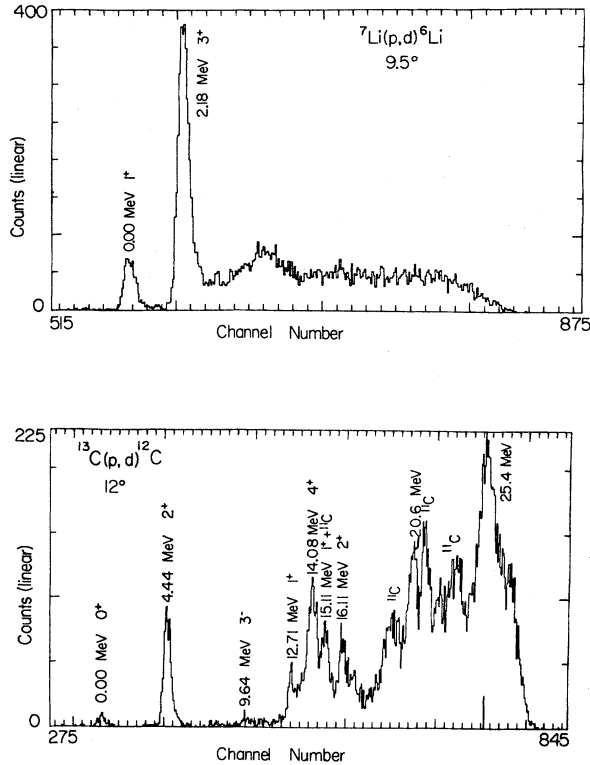 400
⁷Li(p,d)⁶Li
9.5°
Counts (linear)
0.00 MeV 1⁺
2.18 MeV 3⁺
0
515
Channel Number
875
225
¹³C(p,d)¹²C
12°
Counts (linear)
0.00 MeV 0⁺
4.44 MeV 2⁺
9.64 MeV 3⁻
12.71 MeV 1⁺
14.08 MeV 4⁺
15.11 MeV 1⁺+¹¹C
16.11 MeV 2⁺
¹¹C
20.6 MeV
¹¹C
¹¹C
25.4 MeV
0
275
Channel Number
845